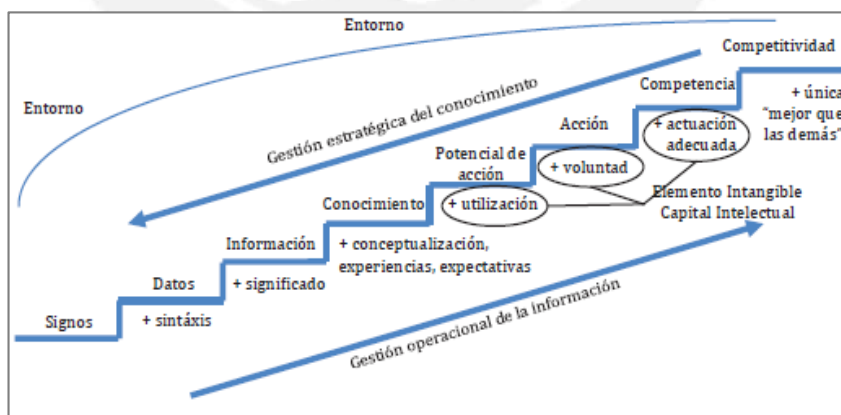 Entorno
Entorno
Gestión estratégica del conocimiento
Competitividad
+ única
"mejor que
las demás"
Competencia
+ actuación
adecuada
Acción
+ voluntad
Potencial de
acción
+ utilización
Elemento Intangible
Capital Intelectual
Conocimiento
+ conceptualización,
experiencias, expectativas
Información
+ significado
Datos
+ sintáxis
Signos
Gestión operacional de la información